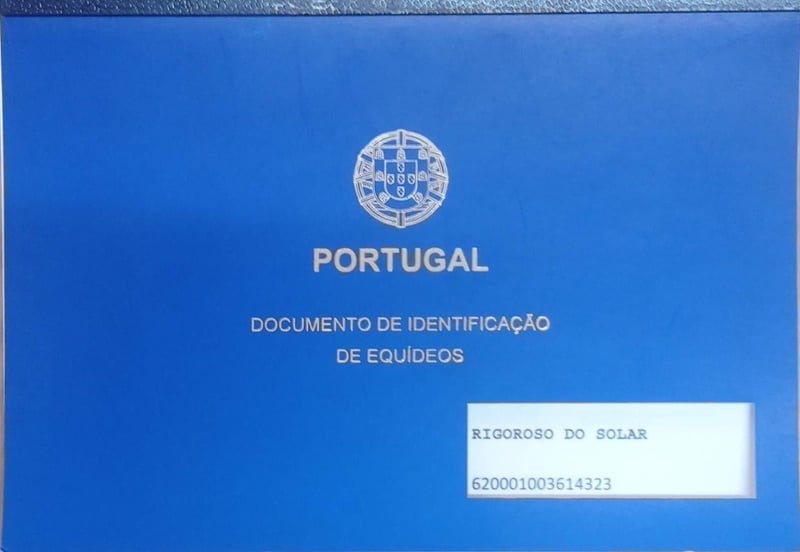 PORTUGAL
DOCUMENTO DE IDENTIFICAÇÃO
DE EQUÍDEOS
RIGOROSO DO SOLAR
620001003614323